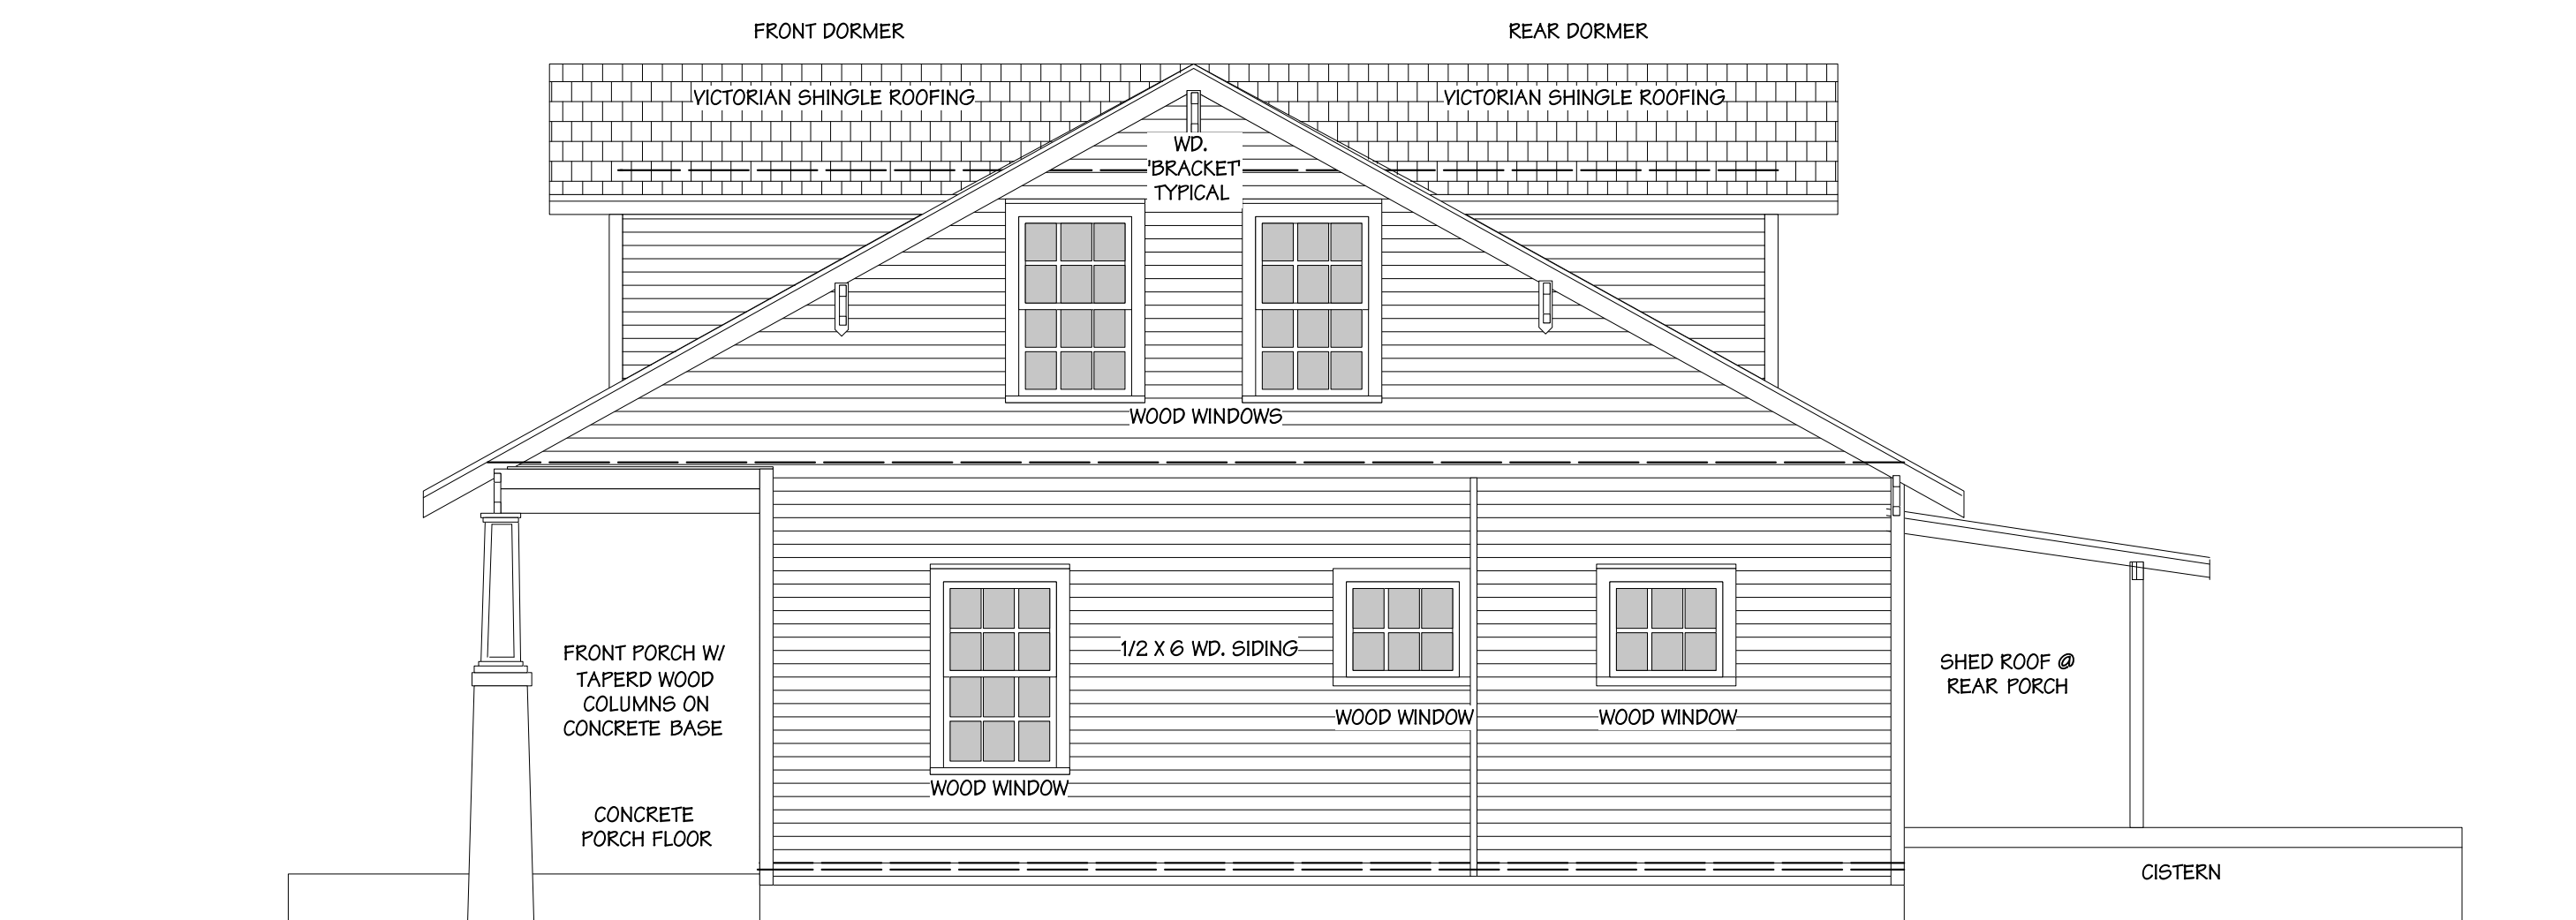 FRONT DORMER
REAR DORMER
VICTORIAN SHINGLE ROOFING
VICTORIAN SHINGLE ROOFING
WD.
'BRACKET'
TYPICAL
WOOD WINDOWS
1/2 X 6 WD. SIDING
FRONT PORCH W/
TAPERD WOOD
COLUMNS ON
CONCRETE BASE
SHED ROOF @
REAR PORCH
WOOD WINDOW
WOOD WINDOW
WOOD WINDOW
CONCRETE
PORCH FLOOR
CISTERN